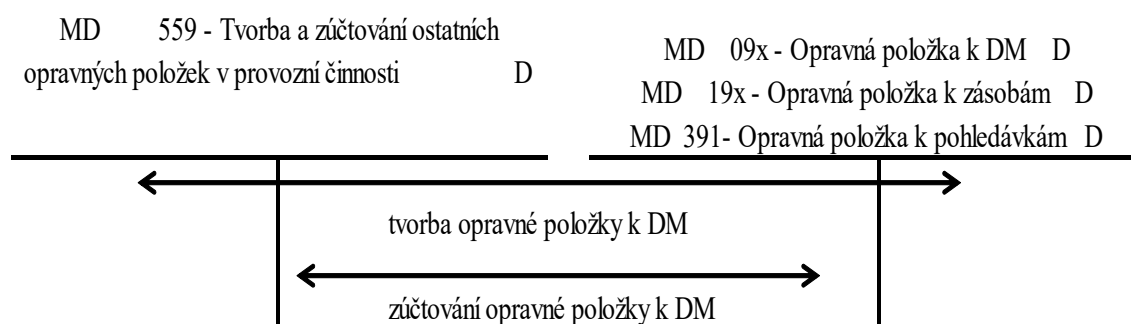 MD 559 - Tvorba a zúčtování ostatních
opravných položek v provozní činnosti D
MD 09x - Opravná položka k DM D
MD 19x - Opravná položka k zásobám D
MD 391- Opravná položka k pohledávkám D
tvorba opravné položky k DM
zúčtování opravné položky k DM